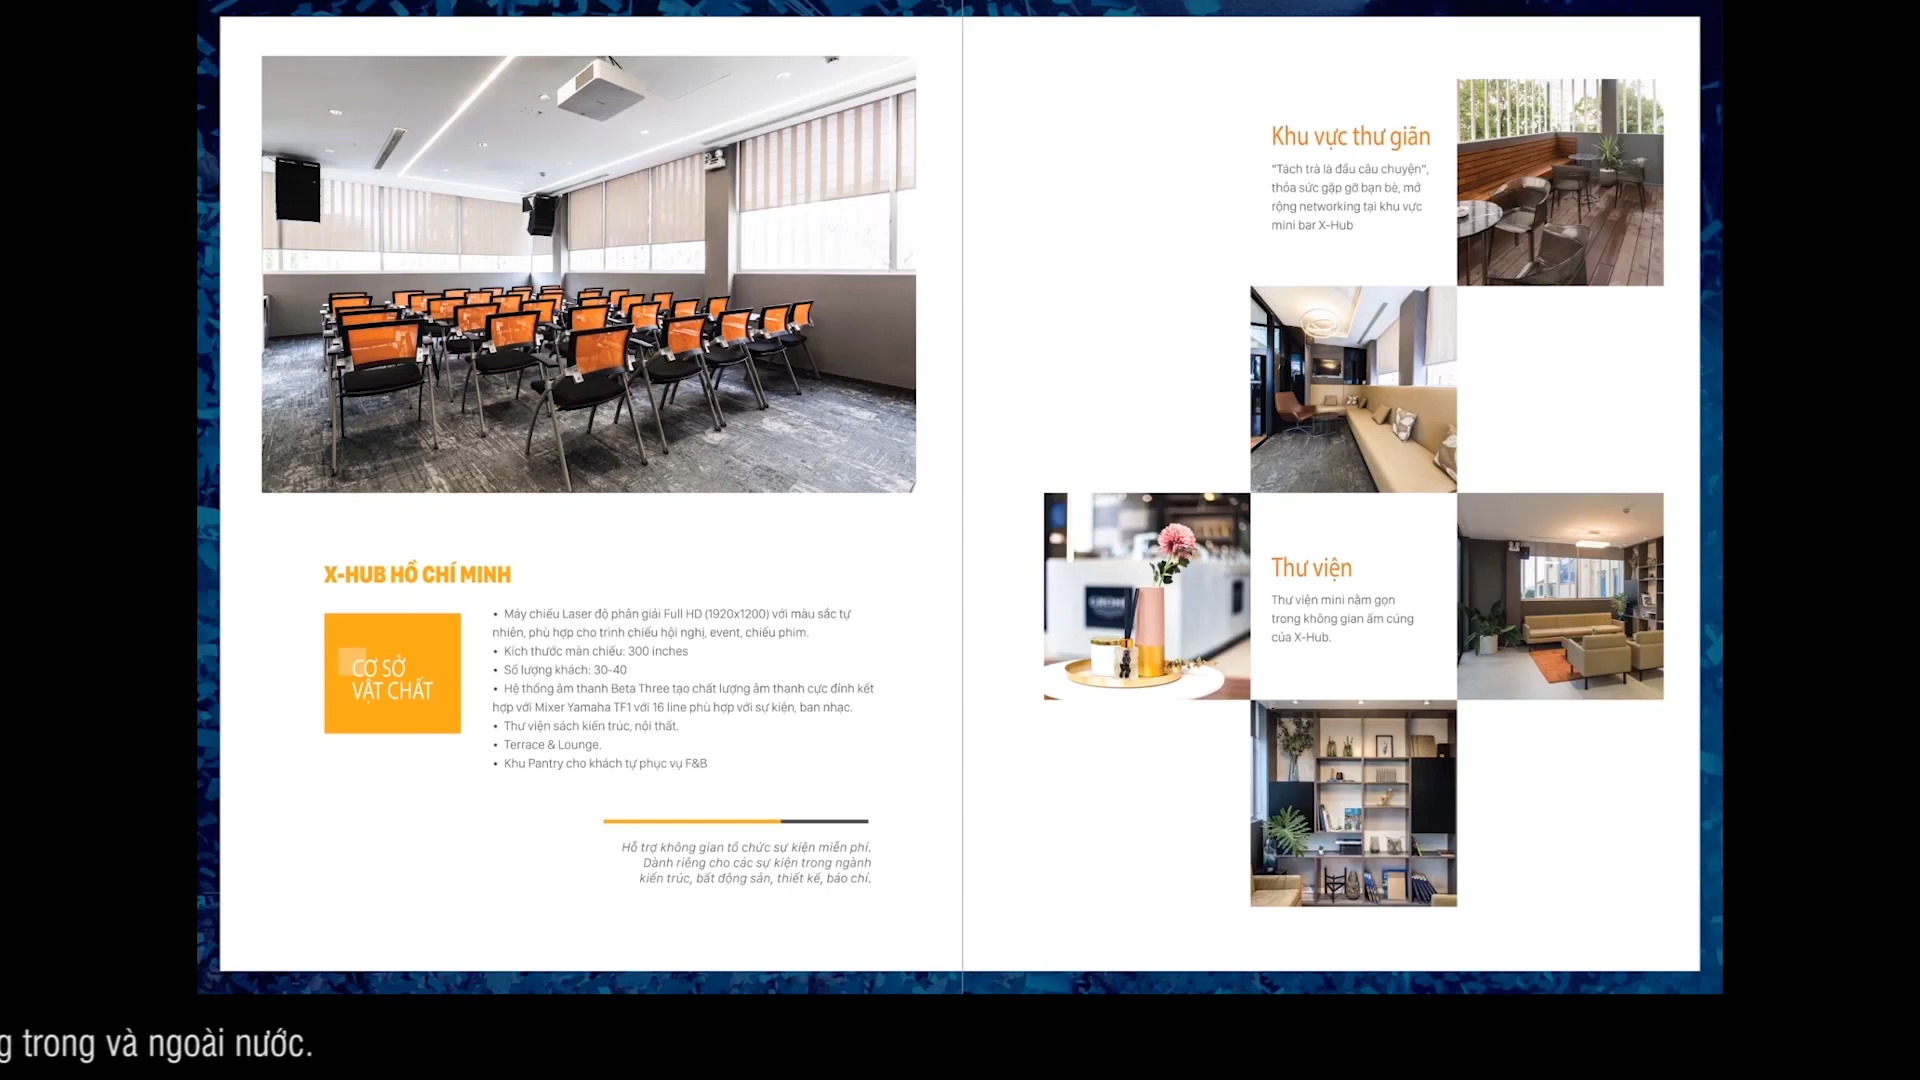 X-HUB HỒ CHÍ MINH
CƠ SỞ
VẬT CHẤT
• Máy chiếu Laser độ phân giải Full HD (1920x1200) với màu sắc tự
nhiên, phù hợp cho trình chiếu hội nghị, event, chiếu phim.
• Kích thước màn chiếu: 300 inches
• Số lượng khách: 30-40
• Hệ thống âm thanh Beta Three tạo chất lượng âm thanh cực đỉnh kết
hợp với Mixer Yamaha TF1 với 16 line phù hợp với sự kiện, ban nhạc.
• Thư viện sách kiến trúc, nội thất.
• Terrace & Lounge.
• Khu Pantry cho khách tự phục vụ F&B
Hỗ trợ không gian tổ chức sự kiện miễn phí.
Dành riêng cho các sự kiện trong ngành
kiến trúc, bất động sản, thiết kế, báo chí.
Khu vực thư giãn
"Tách trà là đầu câu chuyện",
thỏa sức gặp gỡ bạn bè, mở
rộng networking tại khu vực
mini bar X-Hub
GROHE
Thư viện
Thư viện mini nằm gọn
trong không gian ấm cúng
của X-Hub.
g trong và ngoài nước.